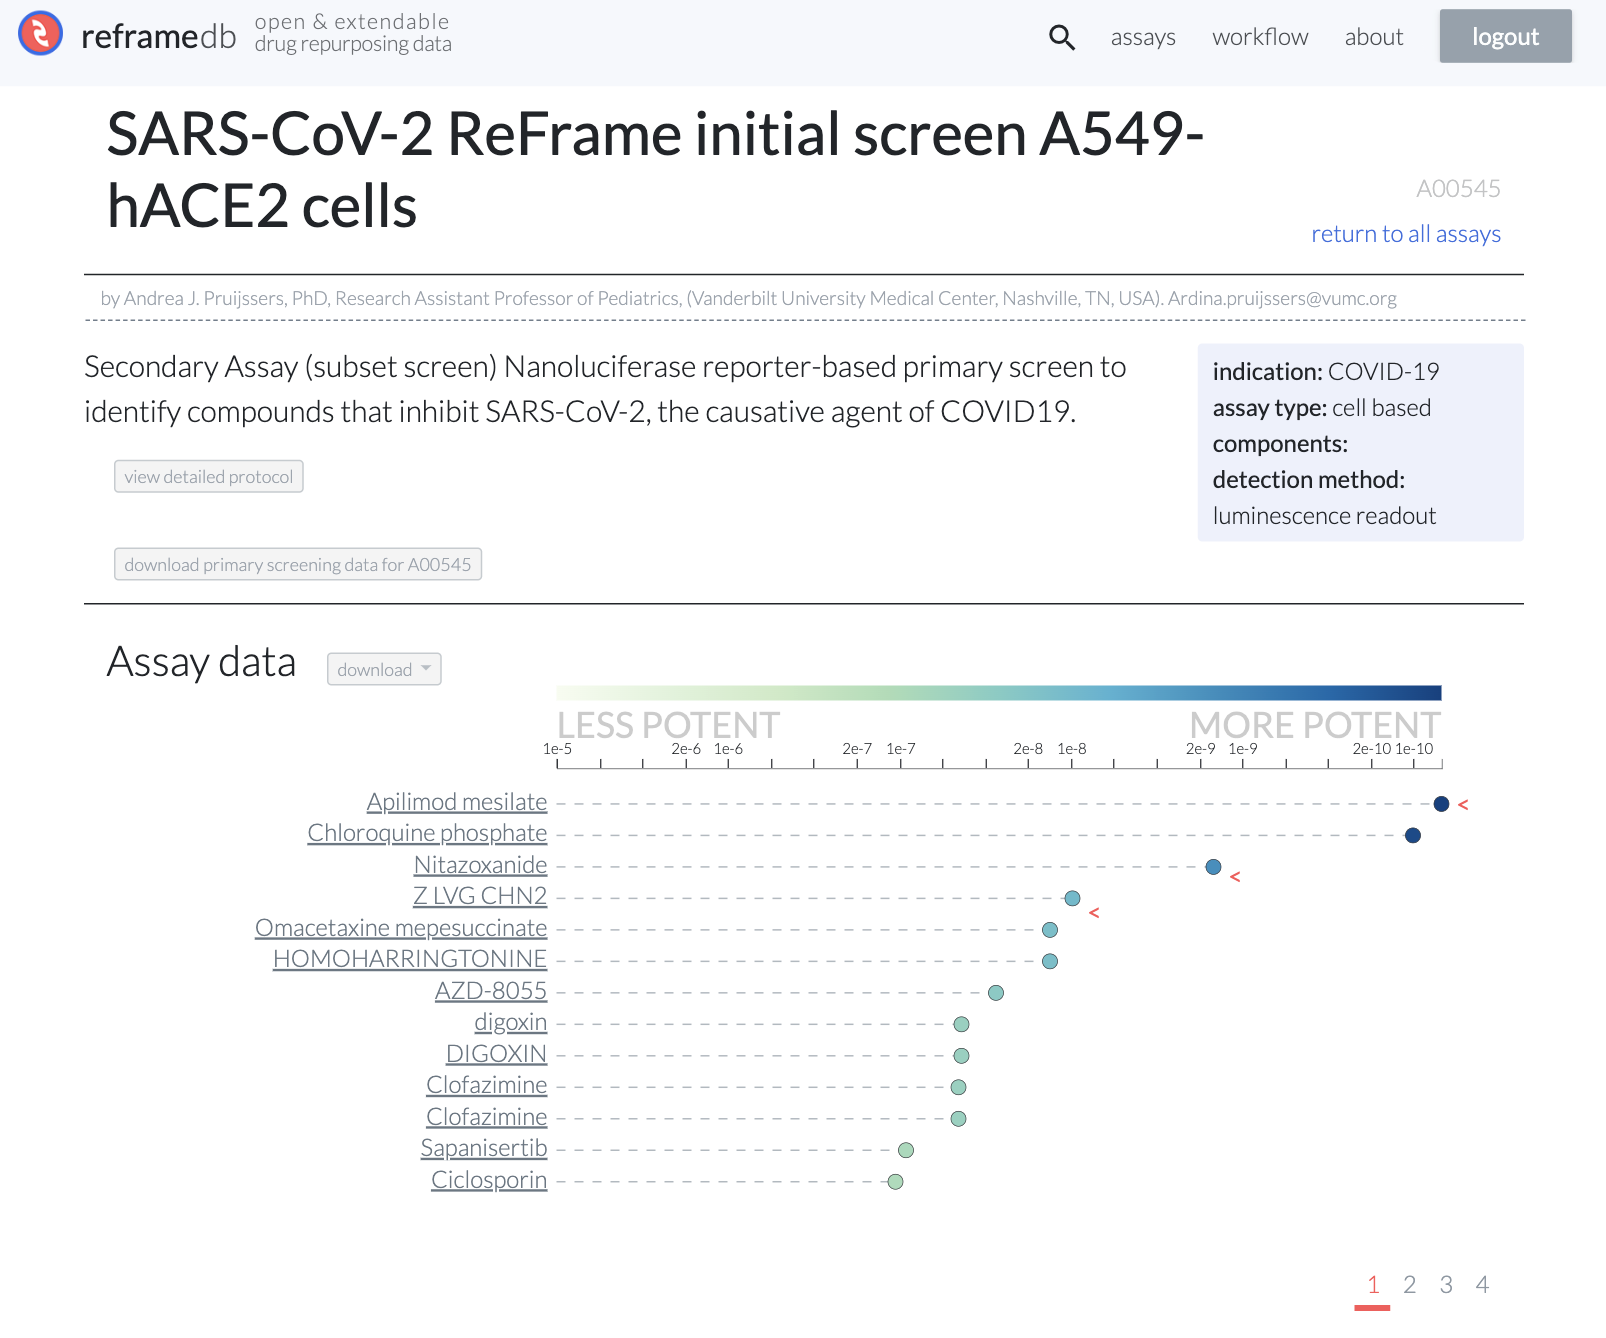 reframedb
open & extendable
drug repurposing data
assays
workflow
about
logout
SARS-CoV-2 ReFrame initial screen A549-
hACE2 cells
A00545
return to all assays
by Andrea J. Pruijssers, PhD, Research Assistant Professor of Pediatrics, (Vanderbilt University Medical Center, Nashville, TN, USA). Ardina.pruijssers@vumc.org
Secondary Assay (subset screen) Nanoluciferase reporter-based primary screen to
identify compounds that inhibit SARS-CoV-2, the causative agent of COVID19.
indication: COVID-19
assay type: cell based
components:
detection method:
luminescence readout
view detailed protocol
download primary screening data for A00545
Assay data
download
LESS POTENT
MORE POTENT
1e-5 2e-6 1e-6 2e-7 1e-7 2e-8 1e-8 2e-9 1e-9 2e-10 1e-10
Apilimod mesilate <
Chloroquine phosphate
Nitazoxanide <
Z LVG CHN2 <
Omacetaxine mepesuccinate
HOMOHARRINGTONINE
AZD-8055
digoxin
DIGOXIN
Clofazimine
Clofazimine
Sapanisertib
Ciclosporin
1 2 3 4